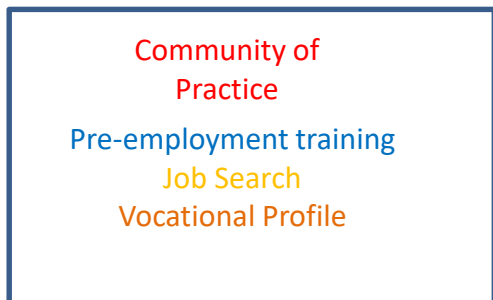 Community of
Practice
Pre-employment training
Job Search
Vocational Profile